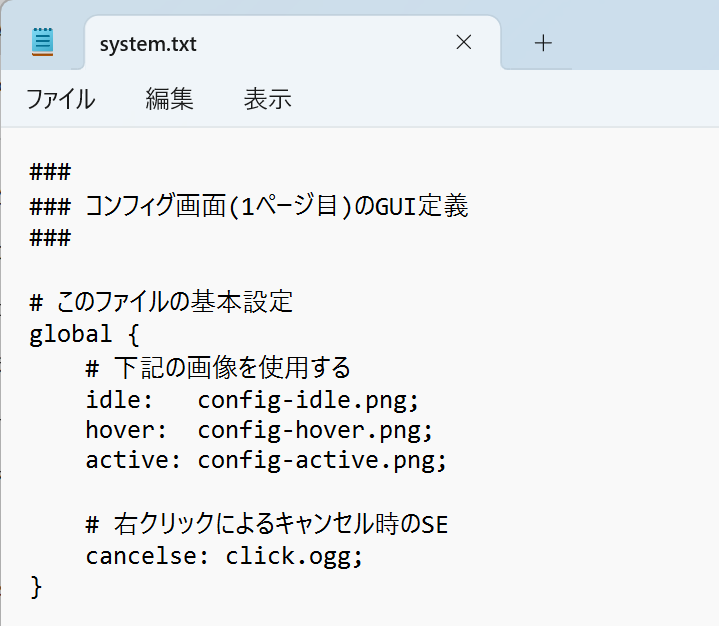 system.txt
ファイル 編集 表示
###
### コンフィグ画面(1ページ目)のGUI定義
###
# このファイルの基本設定
global {
    # 下記の画像を使用する
    idle:   config-idle.png;
    hover:  config-hover.png;
    active: config-active.png;
    # 右クリックによるキャンセル時のSE
    cancelse: click.ogg;
}